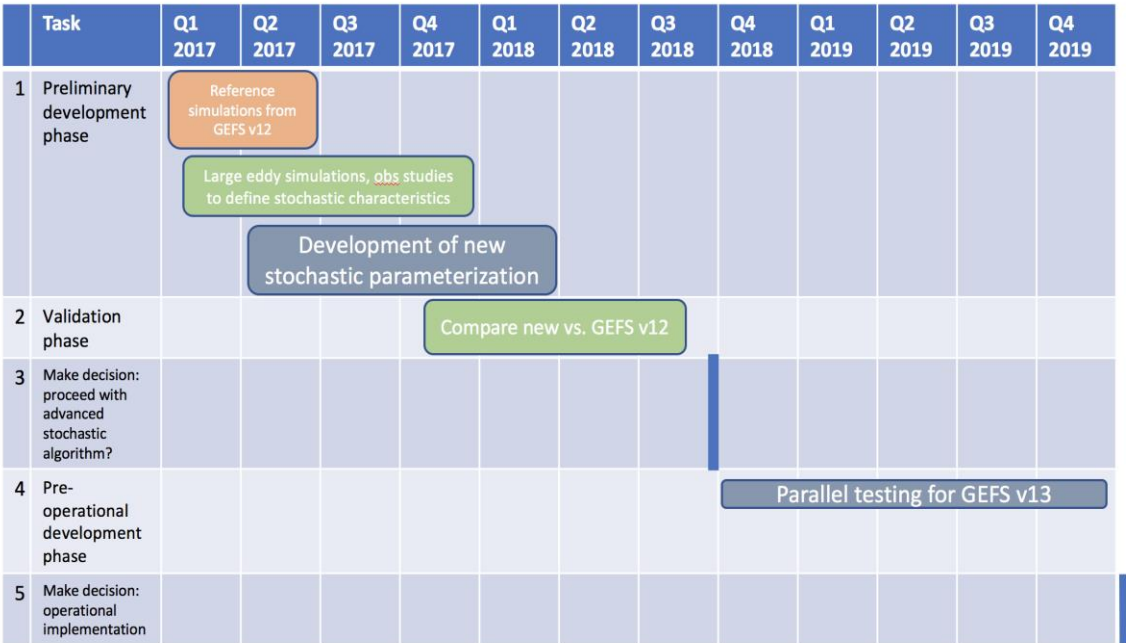 Task Q1 2017 Q2 2017 Q3 2017 Q4 2017 Q1 2018 Q2 2018 Q3 2018 Q4 2018 Q1 2019 Q2 2019 Q3 2019 Q4 2019
1 Preliminary
development
phase
Reference
simulations from
GEFS v12
Large eddy simulations, obs studies
to define stochastic characteristics
Development of new
stochastic parameterization
2 Validation
phase
Compare new vs. GEFS v12
3 Make decision:
proceed with
advanced
stochastic
algorithm?
4 Pre-
operational
development
phase
Parallel testing for GEFS v13
5 Make decision:
operational
implementation